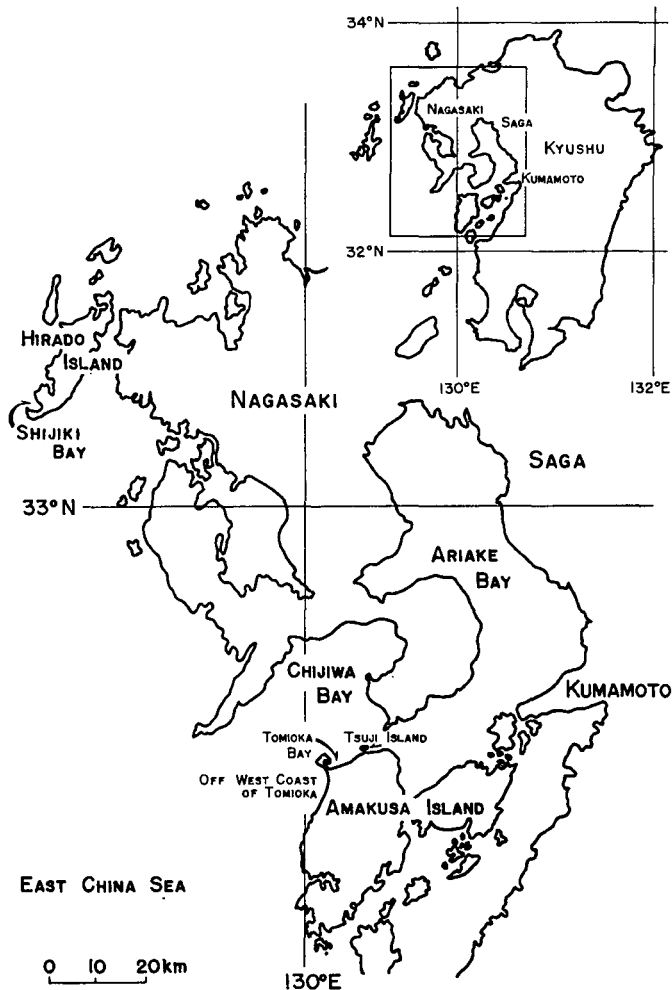 34°N
NAGASAKI
SAGA
KYUSHU
KUMAMOTO
32°N
130°E
132°E
HIRADO
ISLAND
NAGASAKI
SHIJIKI
BAY
SAGA
33°N
ARIAKE
BAY
CHIJIWA
BAY
KUMAMOTO
TOMIOKA
BAY
TSUJI ISLAND
OFF WEST COAST
OF TOMIOKA
AMAKUSA ISLAND
EAST CHINA SEA
0 10 20km
130°E